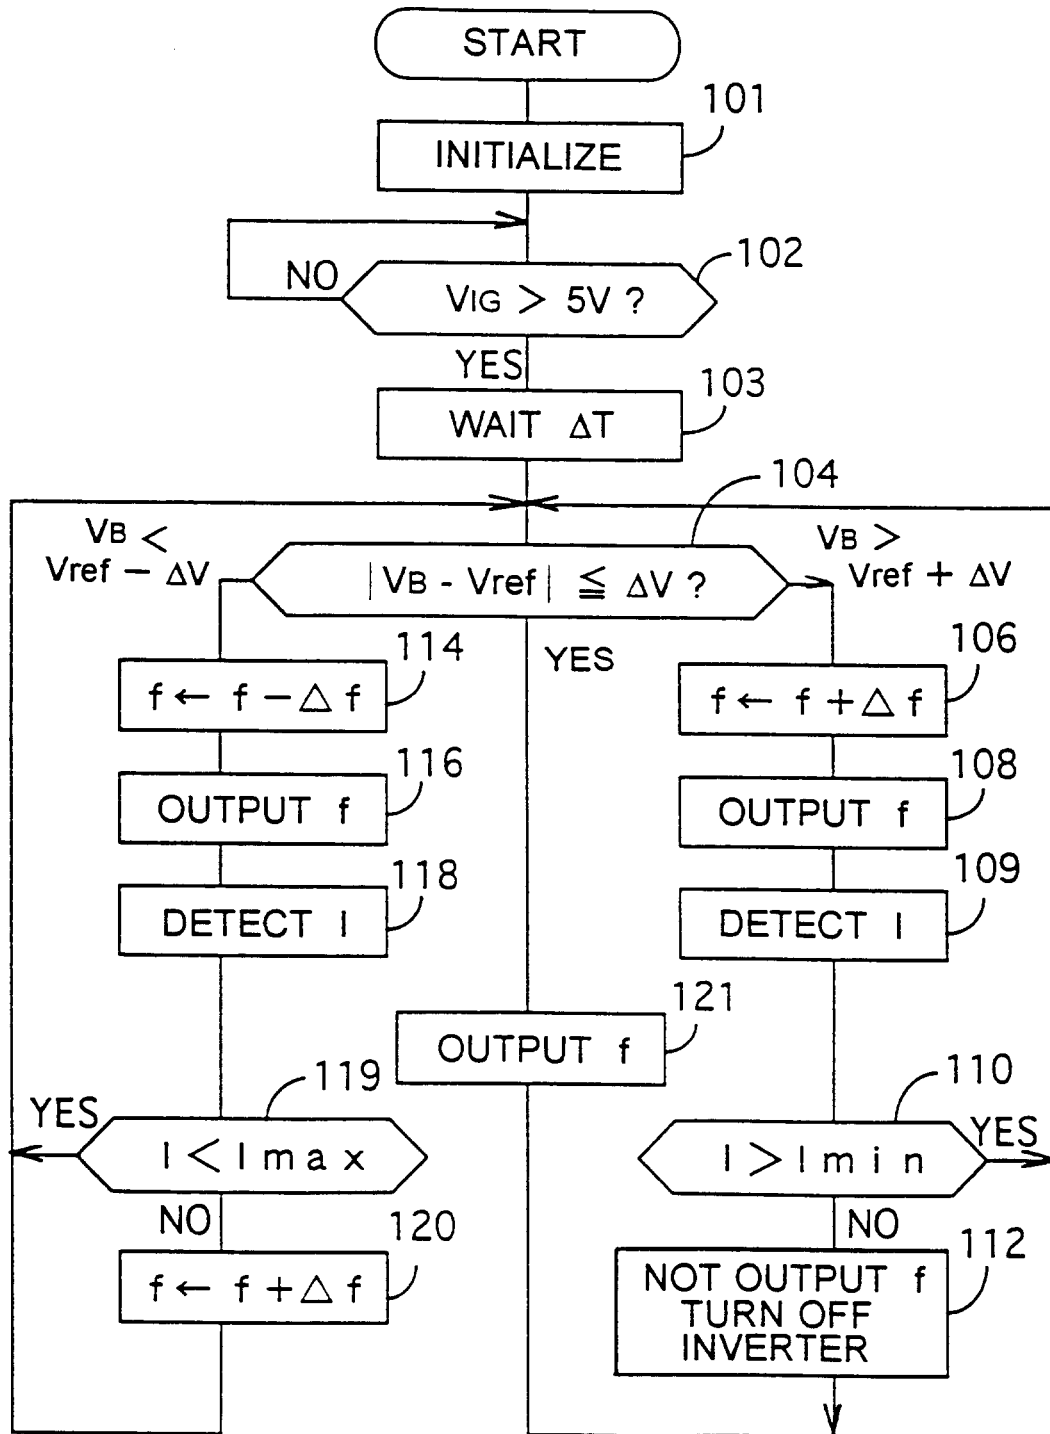 START
101
INITIALIZE
102
NO
VIG > 5V ?
YES
103
WAIT ΔT
104
VB <
Vref – ΔV
VB >
Vref + ΔV
|VB - Vref| ≦ ΔV ?
YES
114
f ← f – △ f
106
f ← f + △ f
116
OUTPUT f
108
OUTPUT f
118
DETECT I
109
DETECT I
121
OUTPUT f
119
YES
I < I max
110
YES
I > I min
NO
120
f ← f + △ f
NO
112
NOT OUTPUT f
TURN OFF
INVERTER